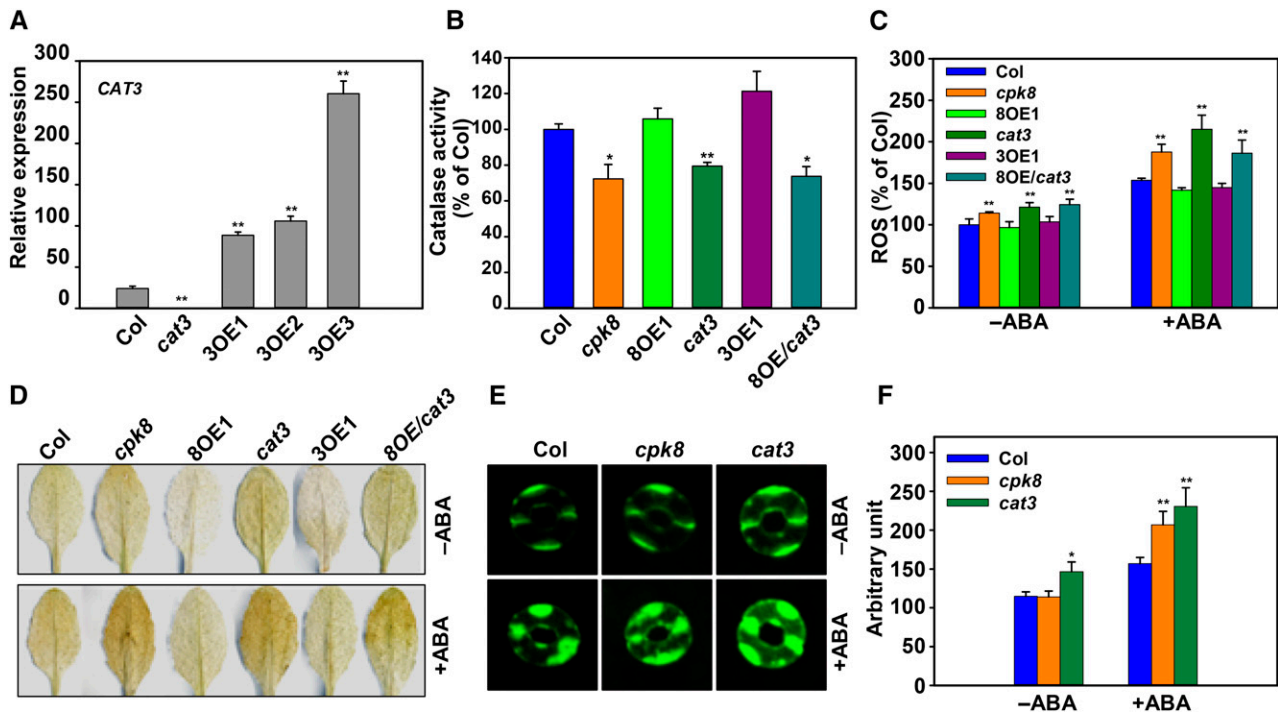 A
Relative expression
300
250
200
150
100
50
0
CAT3
**
**
**
**
Col
cat3
3OE1
3OE2
3OE3
B
Catalase activity
(% of Col)
140
120
100
80
60
40
20
0
*
**
*
Col
cpk8
8OE1
cat3
3OE1
8OE/cat3
C
ROS (% of Col)
300
250
200
150
100
50
0
Col
cpk8
8OE1
cat3
3OE1
8OE/cat3
**
**
**
**
**
**
–ABA
+ABA
D
Col
cpk8
8OE1
cat3
3OE1
8OE/cat3
–ABA
+ABA
E
Col
cpk8
cat3
–ABA
+ABA
F
Arbitrary unit
300
250
200
150
100
50
0
Col
cpk8
cat3
*
**
**
–ABA
+ABA